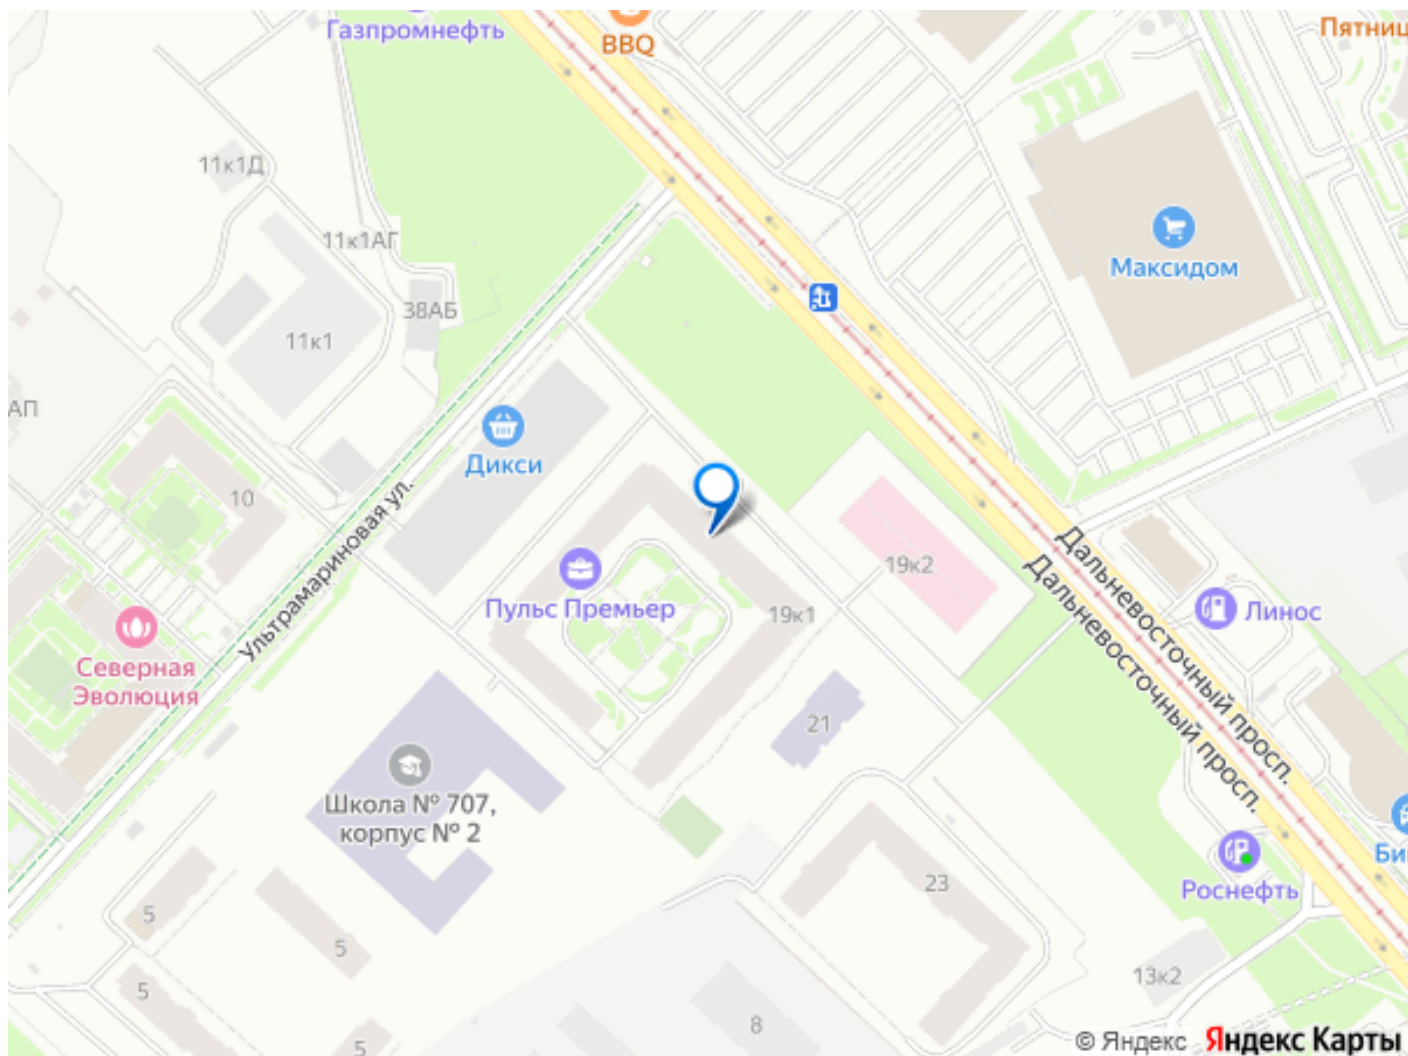 Газпромнефть
BBQ
11к1Д
11к1АГ
Максидом
38АБ
11к1
АП
Дикси
10
Ультрамариновая ул.
19к2
Дальневосточный просп.
Дальневосточный просп.
Пульс Премьер
19к1
Линос
Северная
Эволюция
21
Школа № 707,
корпус № 2
Роснефть
23
5
5
5
13к2
8
5
© Яндекс Яндекс Карты